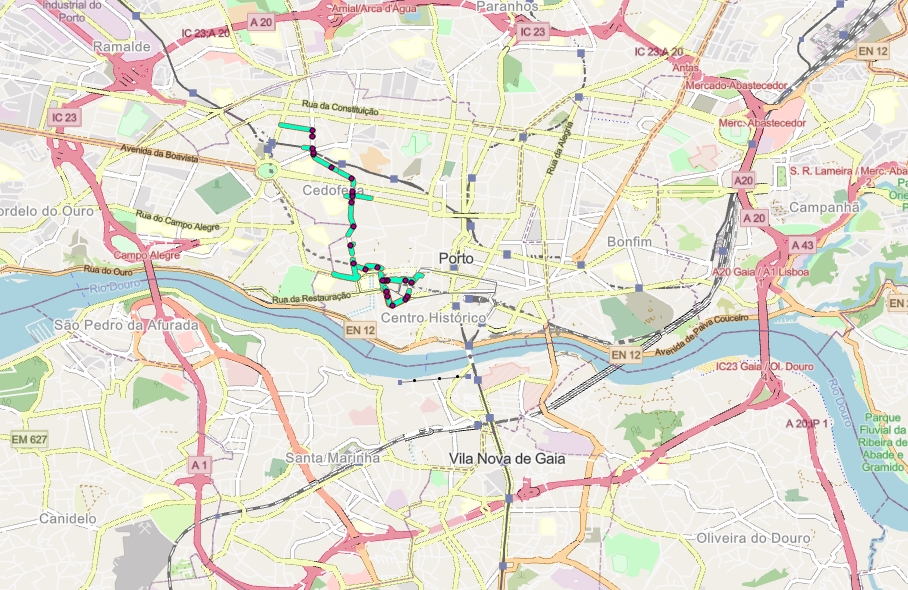 Industrial do
Porto
Amial/Arca d'Água
Paranhos
A 20
IC 23;A 20
IC 23
Ramalde
IC 23;A 20
EN 12
Antas
Mercado-Abastecedor
Rua da Constituição
IC 23
Merc. Abastecedor
Rua da Alegria
Avenida da Boavista
S. R. Lameira / Merc. Aba
A20
Cedofeita
ordelo do Ouro
Campanhã
Rua do Campo Alegre
A 20
Bonfim
A 43
Campo Alegre
Porto
Rua do Ouro
A20 Gaia / A1 Lisboa
Rio Douro
Rua da Restauração
EN
São Pedro da Afurada
Centro Histórico
EN 12
Avenida de Paiva Couceiro
EN 12
IC23 Gaia / Ol. Douro
Rio Douro
A 20;IP 1
Parque
Fluvial da
Ribeira de
Abade e
Gramido
EM 627
Santa Marinha
Vila Nova de Gaia
A 1
Canidelo
Oliveira do Douro